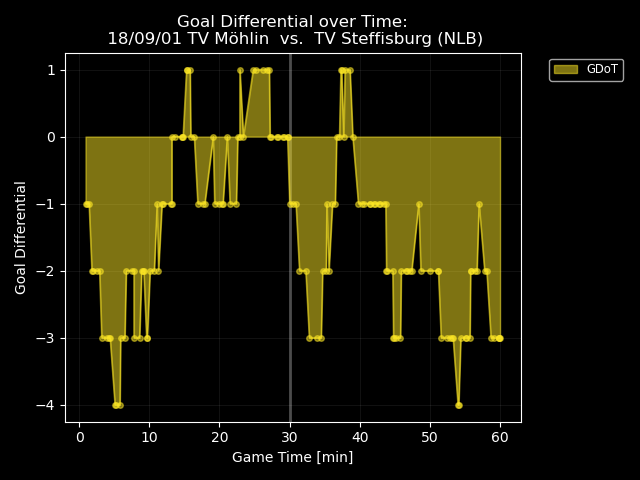 Goal Differential over Time:
18/09/01 TV Möhlin  vs.  TV Steffisburg (NLB)
GDoT
Goal Differential
1
0
−1
−2
−3
−4
0 10 20 30 40 50 60
Game Time [min]